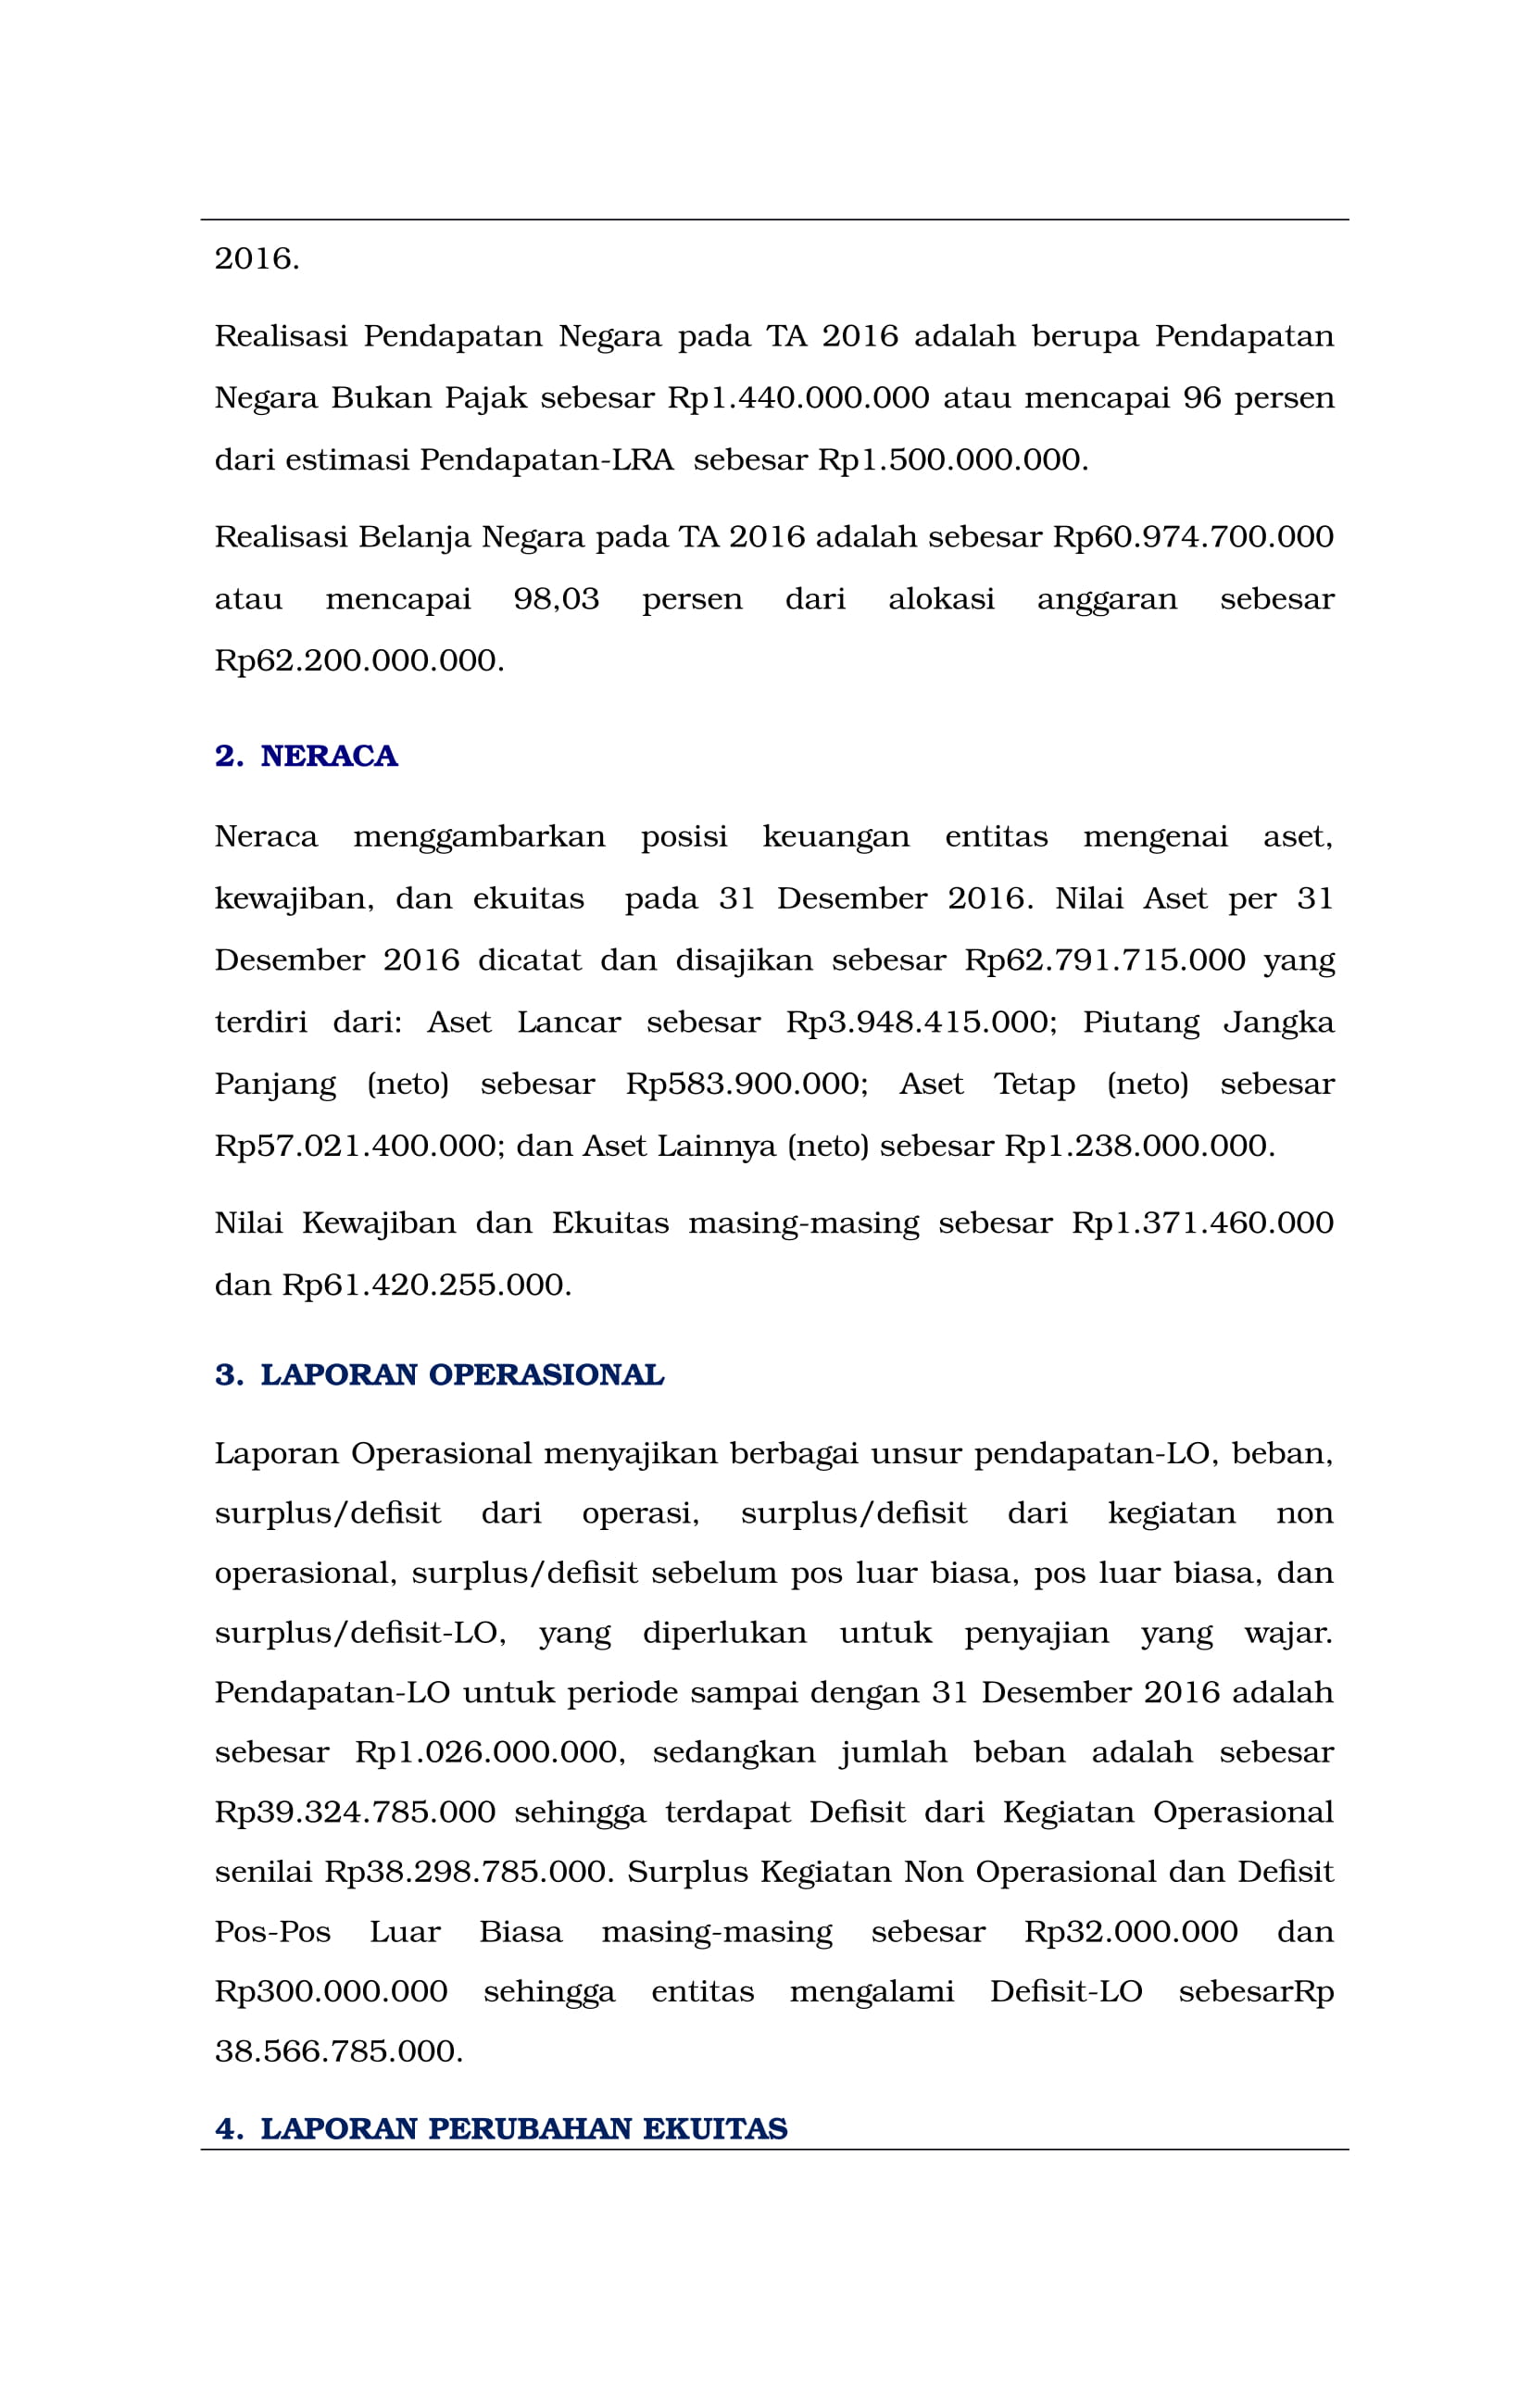 2016.
Realisasi Pendapatan Negara pada TA 2016 adalah berupa Pendapatan
Negara Bukan Pajak sebesar Rp1.440.000.000 atau mencapai 96 persen
dari estimasi Pendapatan-LRA  sebesar Rp1.500.000.000.
Realisasi Belanja Negara pada TA 2016 adalah sebesar Rp60.974.700.000
atau mencapai 98,03 persen dari alokasi anggaran sebesar
Rp62.200.000.000.
2. NERACA
Neraca menggambarkan posisi keuangan entitas mengenai aset,
kewajiban, dan ekuitas  pada 31 Desember 2016. Nilai Aset per 31
Desember 2016 dicatat dan disajikan sebesar Rp62.791.715.000 yang
terdiri dari: Aset Lancar sebesar Rp3.948.415.000; Piutang Jangka
Panjang (neto) sebesar Rp583.900.000; Aset Tetap (neto) sebesar
Rp57.021.400.000; dan Aset Lainnya (neto) sebesar Rp1.238.000.000.
Nilai Kewajiban dan Ekuitas masing-masing sebesar Rp1.371.460.000
dan Rp61.420.255.000.
3. LAPORAN OPERASIONAL
Laporan Operasional menyajikan berbagai unsur pendapatan-LO, beban,
surplus/defisit dari operasi, surplus/defisit dari kegiatan non
operasional, surplus/defisit sebelum pos luar biasa, pos luar biasa, dan
surplus/defisit-LO, yang diperlukan untuk penyajian yang wajar.
Pendapatan-LO untuk periode sampai dengan 31 Desember 2016 adalah
sebesar Rp1.026.000.000, sedangkan jumlah beban adalah sebesar
Rp39.324.785.000 sehingga terdapat Defisit dari Kegiatan Operasional
senilai Rp38.298.785.000. Surplus Kegiatan Non Operasional dan Defisit
Pos-Pos Luar Biasa masing-masing sebesar Rp32.000.000 dan
Rp300.000.000 sehingga entitas mengalami Defisit-LO sebesarRp
38.566.785.000.
4. LAPORAN PERUBAHAN EKUITAS